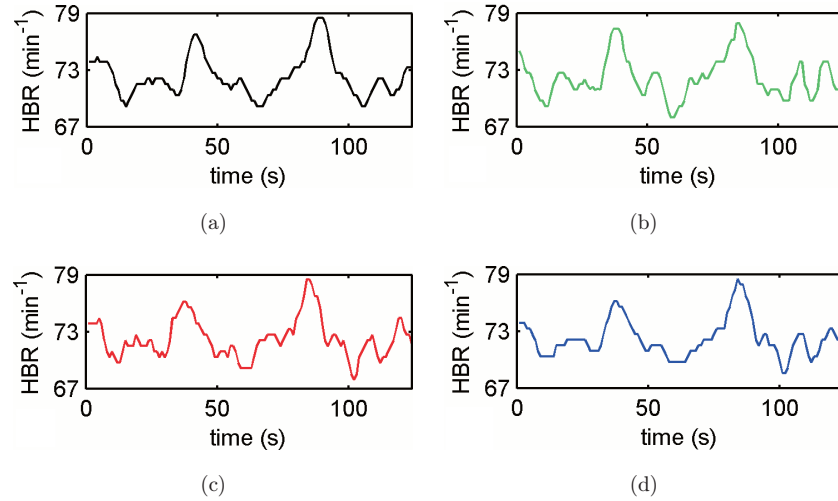 79
73
67
HBR (min-1)
0
50
100
time (s)
(a)
79
73
67
HBR (min-1)
0
50
100
time (s)
(b)
79
73
67
HBR (min-1)
0
50
100
time (s)
(c)
79
73
67
HBR (min-1)
0
50
100
time (s)
(d)